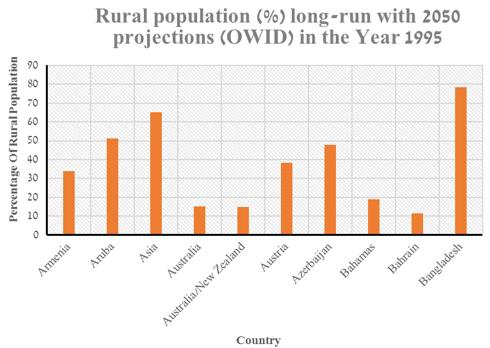 Rural population (%) long-run with 2050
projections (OWID) in the Year 1995
Percentage Of Rural Population
90
80
70
60
50
40
30
20
10
0
Armenia
Aruba
Asia
Australia
Australia/New Zealand
Austria
Azerbaijan
Bahamas
Bahrain
Bangladesh
Country